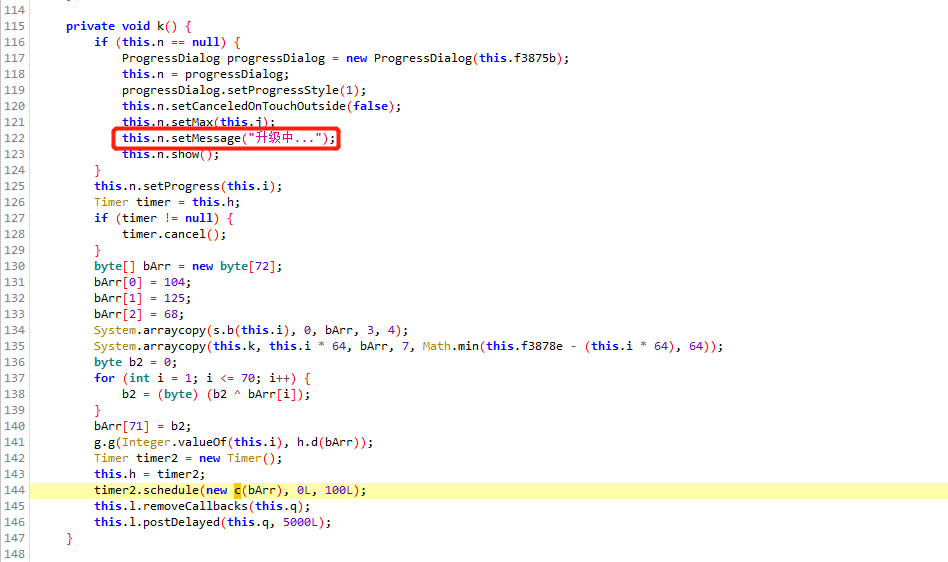 114
115 private void k() {
116 if (this.n == null) {
117 ProgressDialog progressDialog = new ProgressDialog(this.f3875b);
118 this.n = progressDialog;
119 progressDialog.setProgressStyle(1);
120 this.n.setCanceledOnTouchOutside(false);
121 this.n.setMax(this.j);
122 this.n.setMessage("升级中...");
123 this.n.show();
124 }
125 this.n.setProgress(this.i);
126 Timer timer = this.h;
127 if (timer != null) {
128 timer.cancel();
129 }
130 byte[] bArr = new byte[72];
131 bArr[0] = 104;
132 bArr[1] = 125;
133 bArr[2] = 68;
134 System.arraycopy(s.b(this.i), 0, bArr, 3, 4);
135 System.arraycopy(this.k, this.i * 64, bArr, 7, Math.min(this.f3878e - (this.i * 64), 64));
136 byte b2 = 0;
137 for (int i = 1; i <= 70; i++) {
138 b2 = (byte) (b2 ^ bArr[i]);
139 }
140 bArr[71] = b2;
141 g.g(Integer.valueOf(this.i), h.d(bArr));
142 Timer timer2 = new Timer();
143 this.h = timer2;
144 timer2.schedule(new c(bArr), 0L, 100L);
145 this.l.removeCallbacks(this.q);
146 this.l.postDelayed(this.q, 5000L);
147 }
148